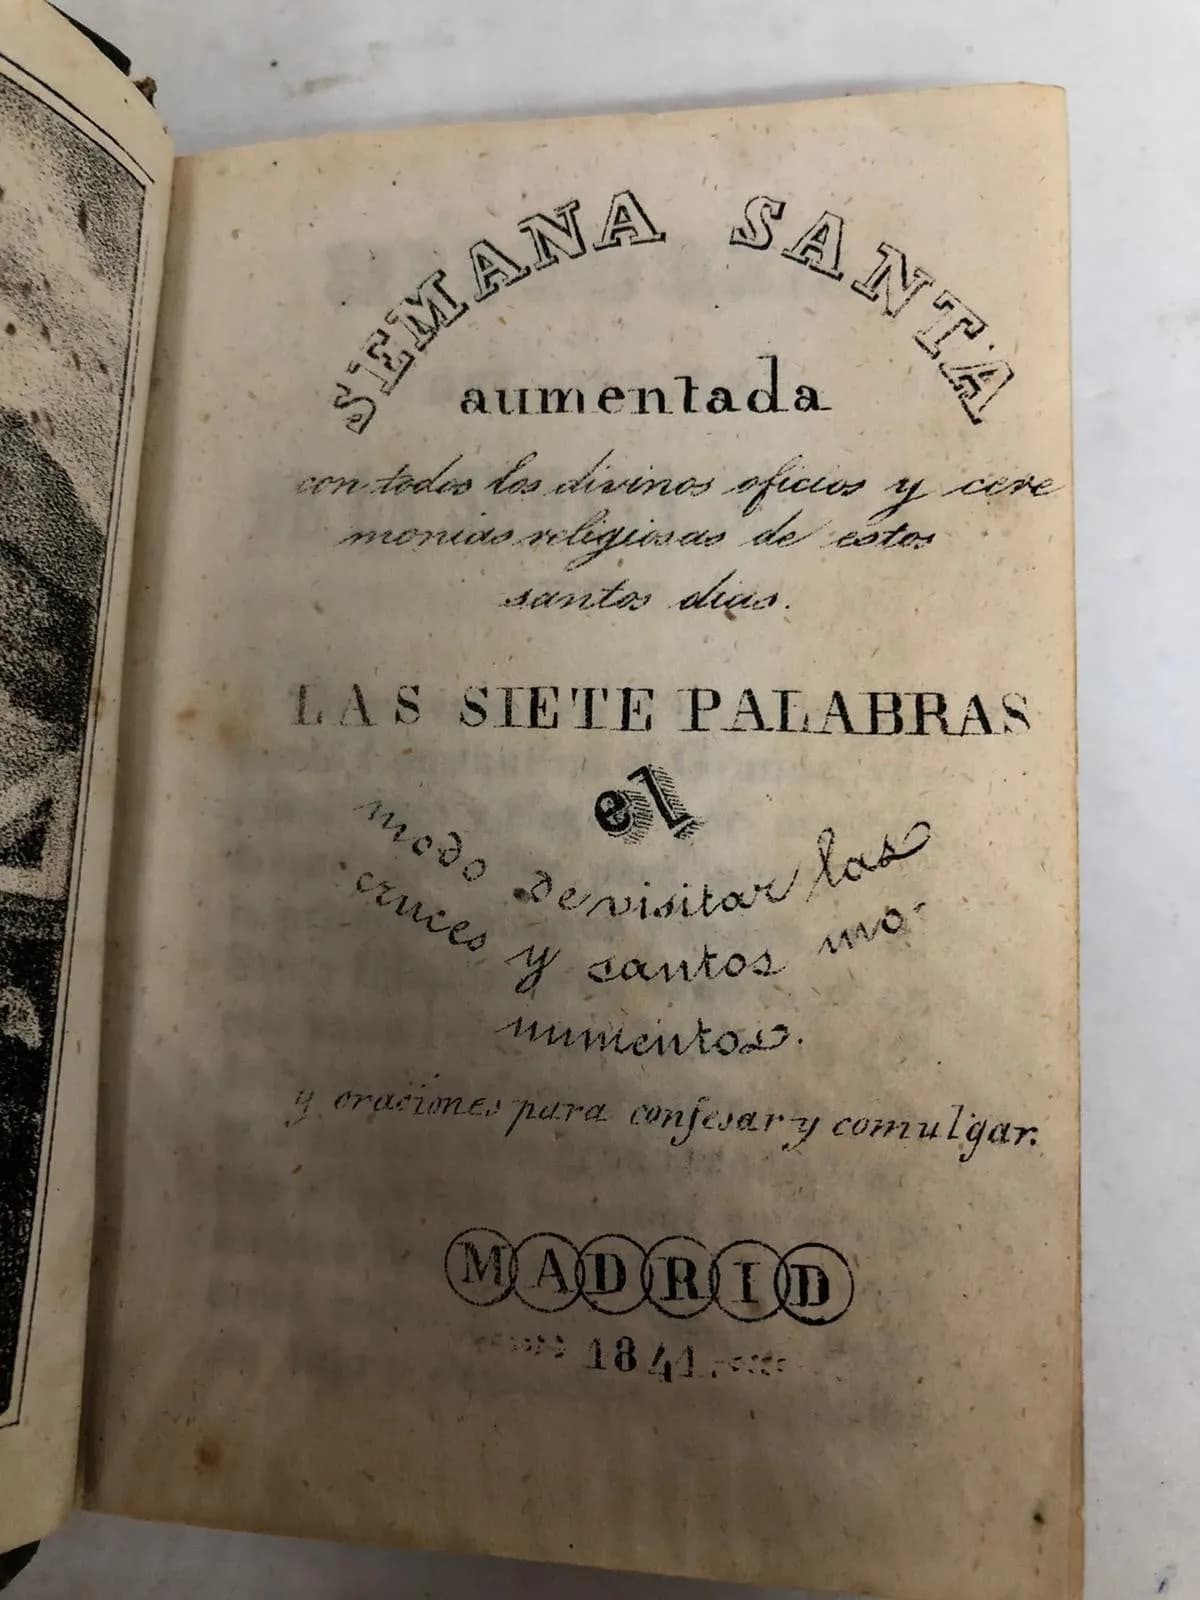 SEMANA SANTA
aumentada
con todos los divinos oficios y cere
monias religiosas de estos
santos dias.
LAS SIETE PALABRAS
el
modo de visitar las
cruces y santos mo-
numentos.
y oraciones para confesar y comulgar.
MADRID
1841.